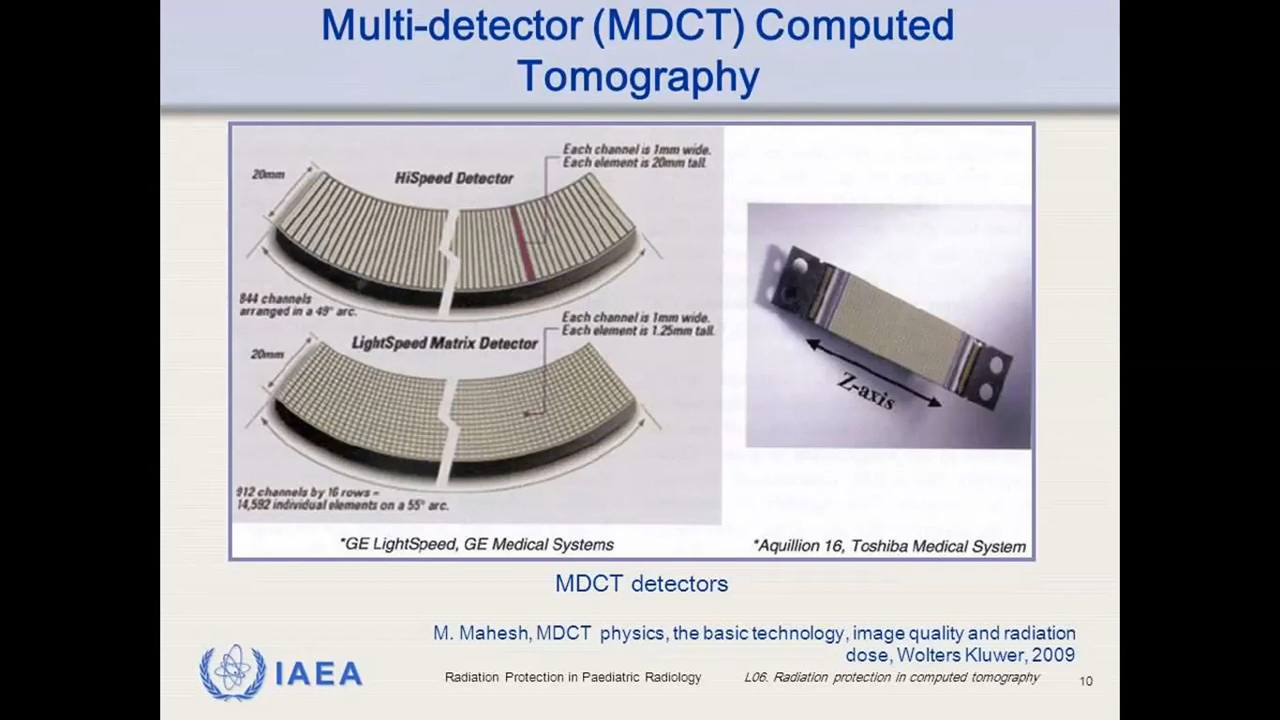 Multi-detector (MDCT) Computed
Tomography
Each channel is 1mm wide.
Each element is 20mm tall.
20mm
HiSpeed Detector
844 channels
arranged in a 49° arc.
Each channel is 1mm wide.
Each element is 1.25mm tall.
LightSpeed Matrix Detector
20mm
912 channels by 16 rows =
14,592 individual elements on a 55° arc.
Z-axis
*GE LightSpeed, GE Medical Systems
*Aquillion 16, Toshiba Medical System
MDCT detectors
M. Mahesh, MDCT physics, the basic technology, image quality and radiation
dose, Wolters Kluwer, 2009
IAEA
Radiation Protection in Paediatric Radiology
L06. Radiation protection in computed tomography
10